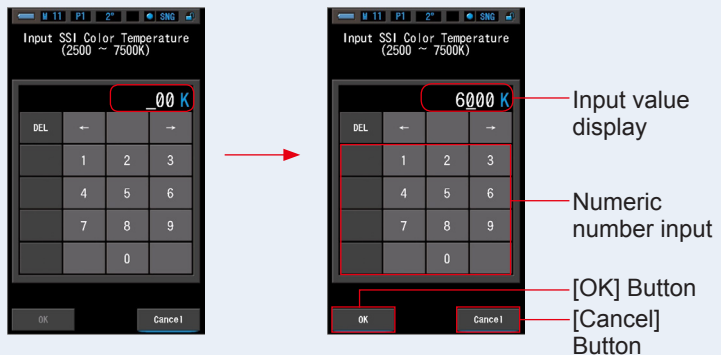 M 11 P1 2° SNG
Input SSI Color Temperature
(2500 ~ 7500K)
_00 K
DEL ← →
1 2 3
4 5 6
7 8 9
0
OK Cancel
M 11 P1 2° SNG
Input SSI Color Temperature
(2500 ~ 7500K)
6000 K
DEL ← →
1 2 3
4 5 6
7 8 9
0
OK Cancel
Input value
display
Numeric
number input
[OK] Button
[Cancel]
Button